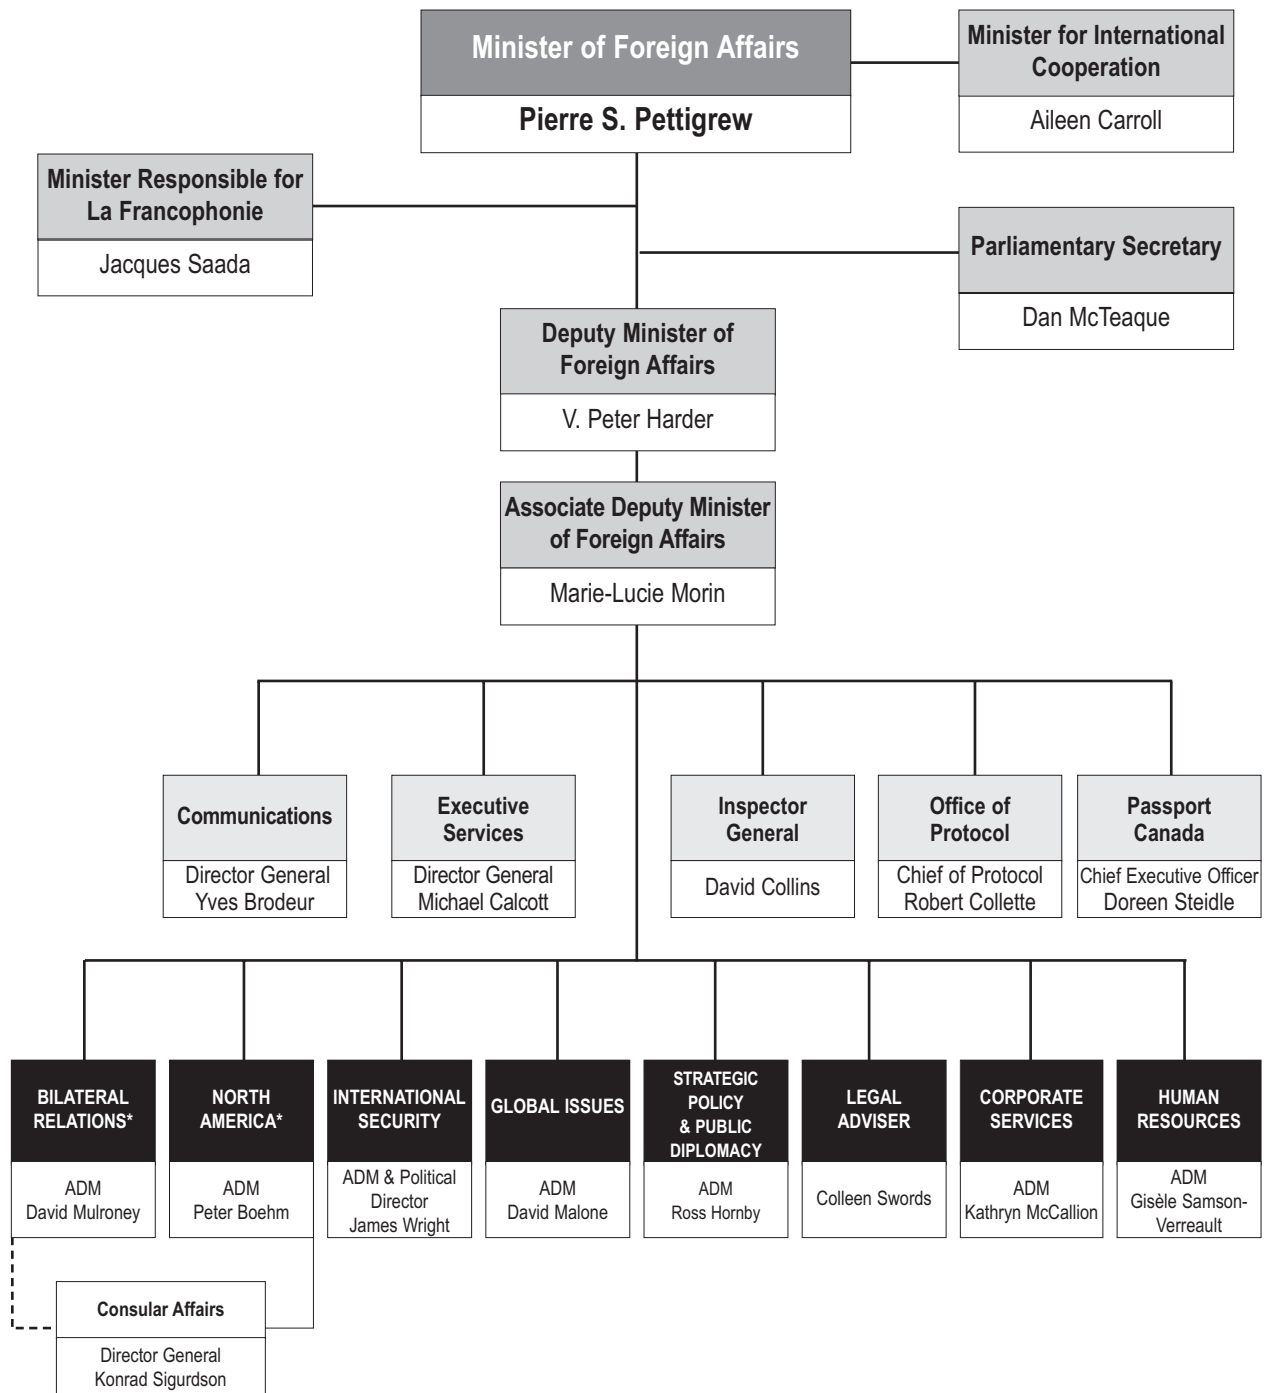 Minister of Foreign Affairs
Pierre S. Pettigrew
Minister for International
Cooperation
Aileen Carroll
Minister Responsible for
La Francophonie
Jacques Saada
Parliamentary Secretary
Dan McTeaque
Deputy Minister of
Foreign Affairs
V. Peter Harder
Associate Deputy Minister
of Foreign Affairs
Marie-Lucie Morin
Communications
Director General
Yves Brodeur
Executive
Services
Director General
Michael Calcott
Inspector
General
David Collins
Office of
Protocol
Chief of Protocol
Robert Collette
Passport
Canada
Chief Executive Officer
Doreen Steidle
BILATERAL
RELATIONS*
ADM
David Mulroney
NORTH
AMERICA*
ADM
Peter Boehm
INTERNATIONAL
SECURITY
ADM & Political
Director
James Wright
GLOBAL ISSUES
ADM
David Malone
STRATEGIC
POLICY
& PUBLIC
DIPLOMACY
ADM
Ross Hornby
LEGAL
ADVISER
Colleen Swords
CORPORATE
SERVICES
ADM
Kathryn McCallion
HUMAN
RESOURCES
ADM
Gisèle Samson-
Verreault
Consular Affairs
Director General
Konrad Sigurdson